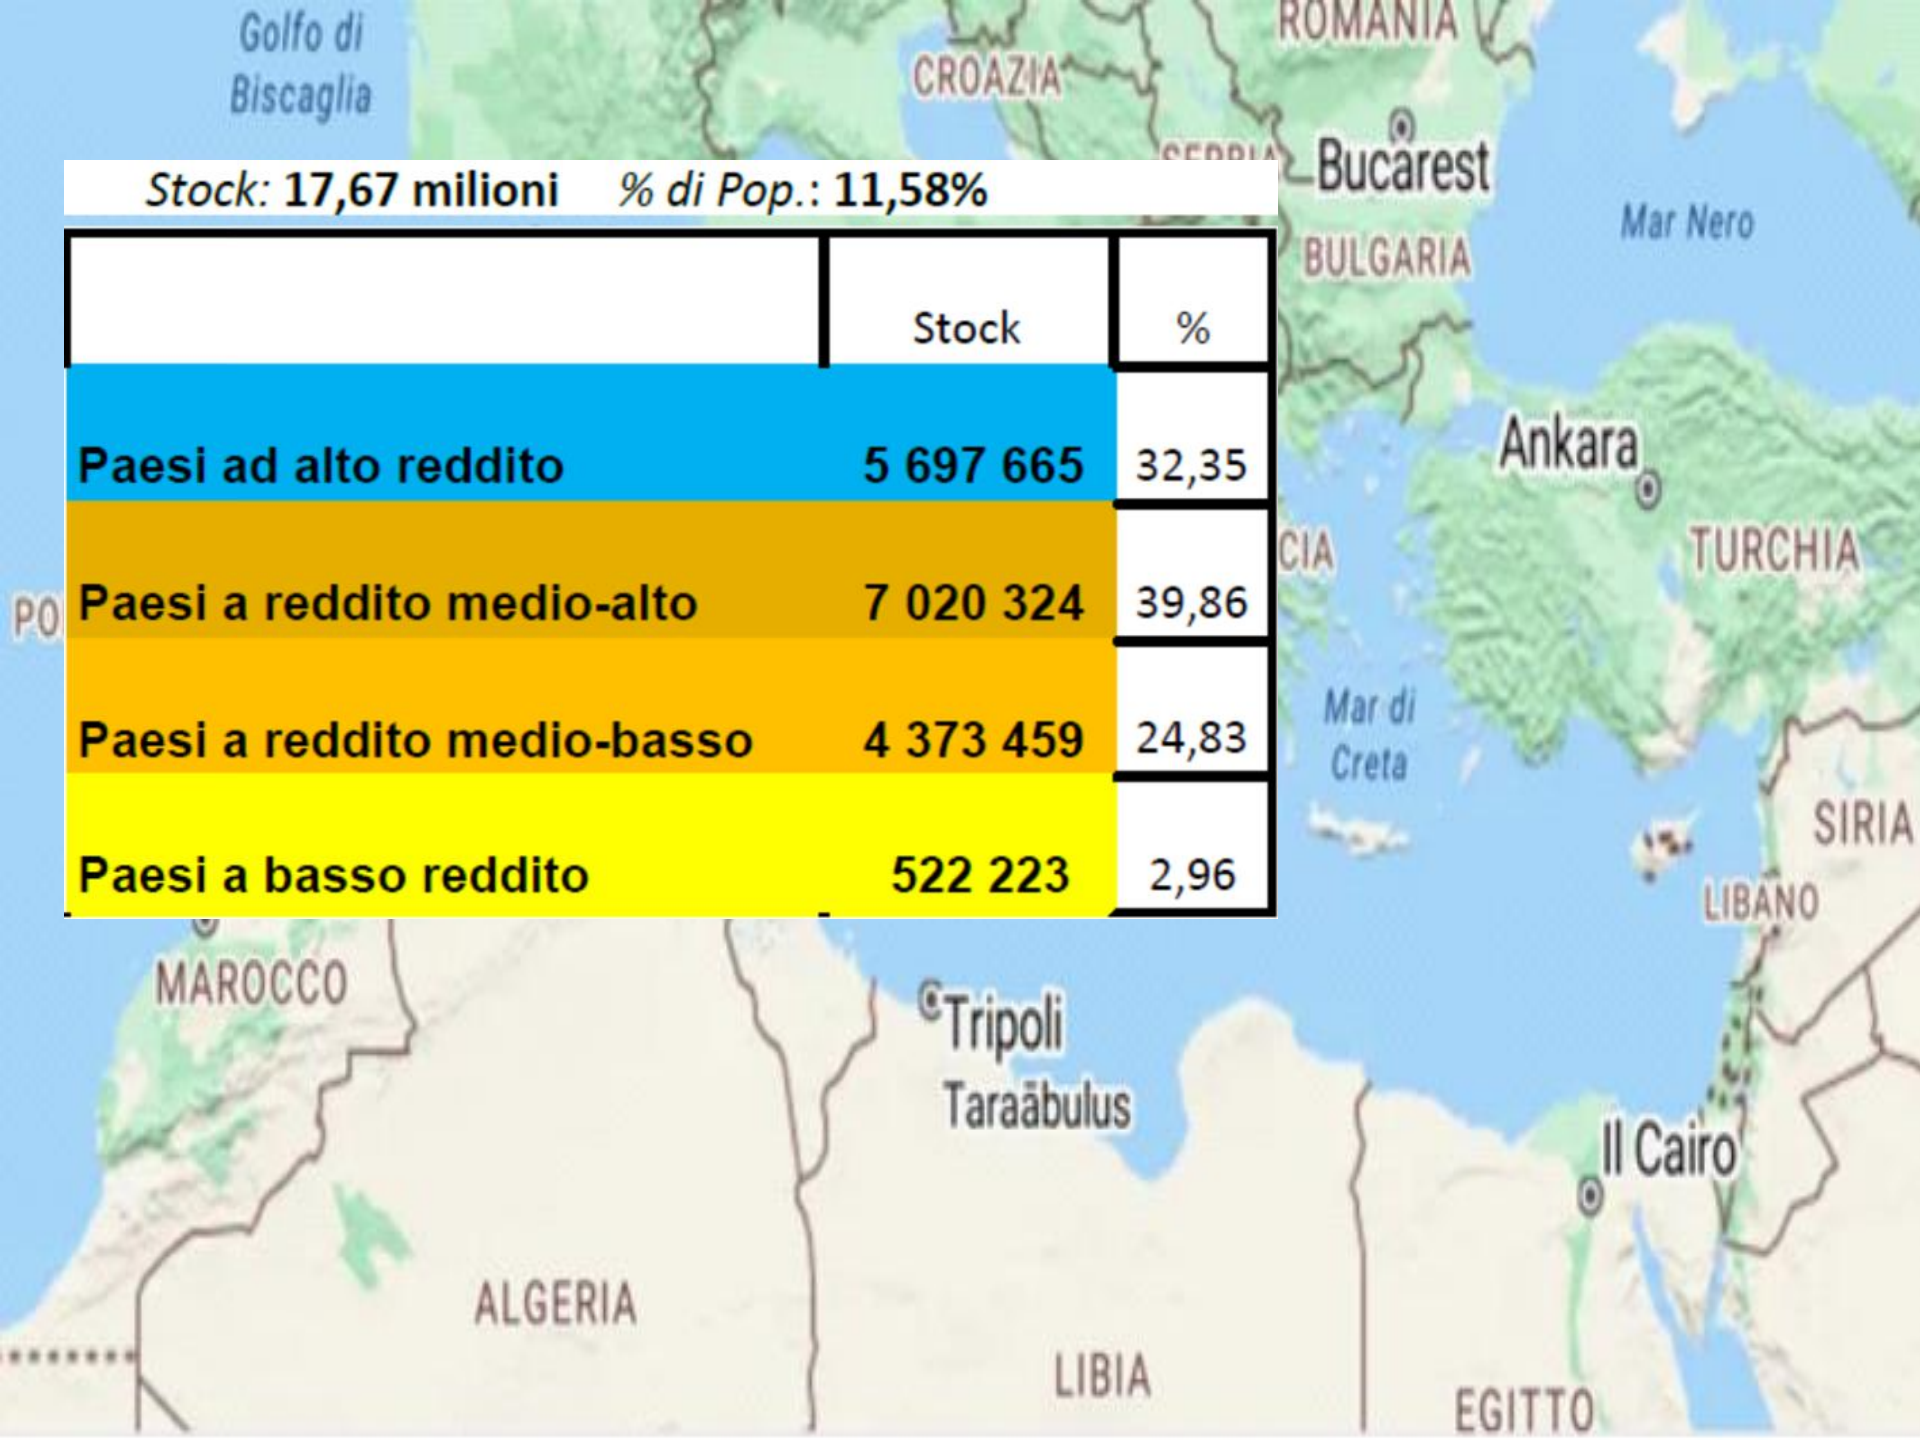 Golfo di
Biscaglia
CROAZIA
ROMANIA
SERBIA
Bucarest
Mar Nero
Stock: 17,67 milioni % di Pop.: 11,58%
BULGARIA
Stock %
Ankara
Paesi ad alto reddito 5 697 665 32,35
CIA
TURCHIA
PO
Paesi a reddito medio-alto 7 020 324 39,86
Mar di
Creta
Paesi a reddito medio-basso 4 373 459 24,83
SIRIA
Paesi a basso reddito 522 223 2,96
LIBANO
MAROCCO
Tripoli
Taraābulus
Il Cairo
ALGERIA
LIBIA
EGITTO